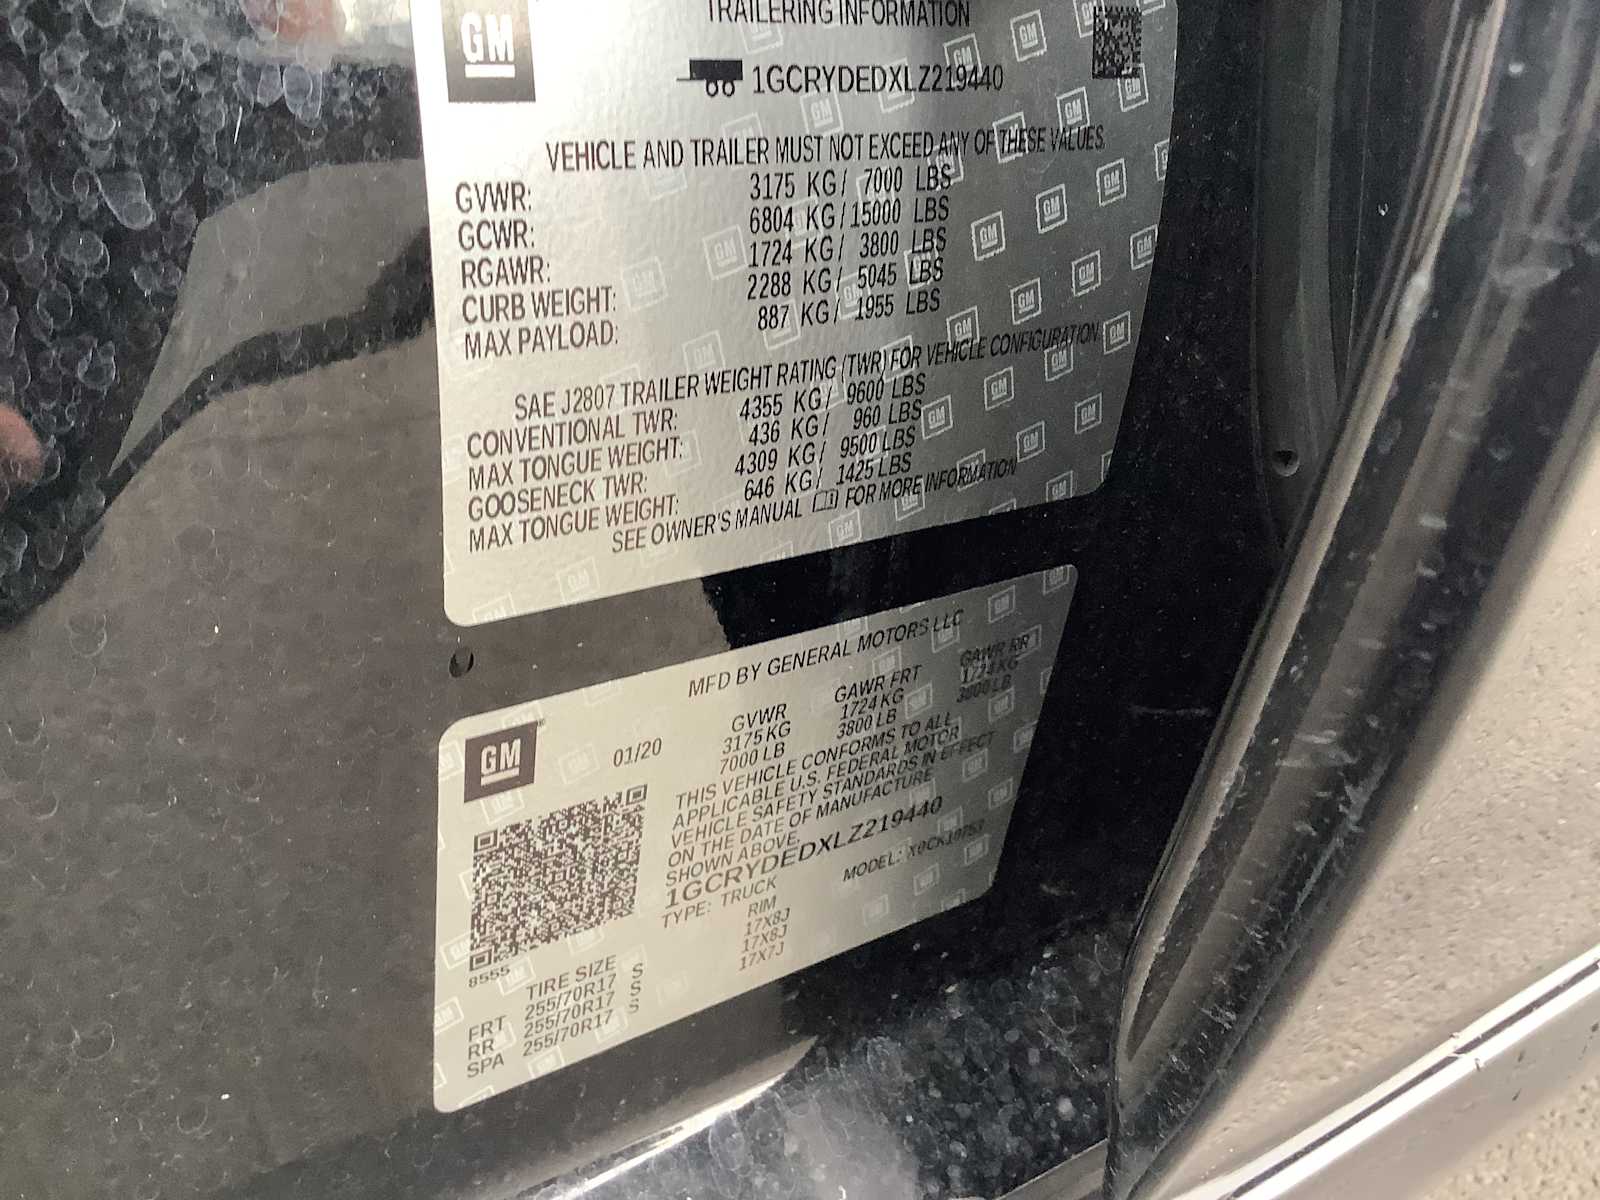 GM
TRAILERING INFORMATION
1GCRYDEDXLZ219440
VEHICLE AND TRAILER MUST NOT EXCEED ANY OF THESE VALUES.
GVWR: 3175 KG/ 7000 LBS
GCWR: 6804 KG/15000 LBS
RGAWR: 1724 KG/ 3800 LBS
CURB WEIGHT: 2288 KG/ 5045 LBS
MAX PAYLOAD: 887 KG/ 1955 LBS
SAE J2807 TRAILER WEIGHT RATING (TWR) FOR VEHICLE CONFIGURATION
CONVENTIONAL TWR: 4355 KG/ 9600 LBS
MAX TONGUE WEIGHT: 436 KG/ 960 LBS
GOOSENECK TWR: 4309 KG/ 9500 LBS
MAX TONGUE WEIGHT: 646 KG/ 1425 LBS
SEE OWNER'S MANUAL FOR MORE INFORMATION
MFD BY GENERAL MOTORS LLC
GM
01/20
GVWR GAWR FRT GAWR RR
3175KG 1724KG 1724KG
7000 LB 3800 LB 3800 LB
THIS VEHICLE CONFORMS TO ALL
APPLICABLE U.S. FEDERAL MOTOR
VEHICLE SAFETY STANDARDS IN EFFECT
ON THE DATE OF MANUFACTURE
SHOWN ABOVE.
1GCRYDEDXLZ219440
TYPE: TRUCK MODEL:
8555
TIRE SIZE RIM
FRT 255/70R17 S 17X8J
RR 255/70R17 S 17X8J
SPA 255/70R17 S 17X7J